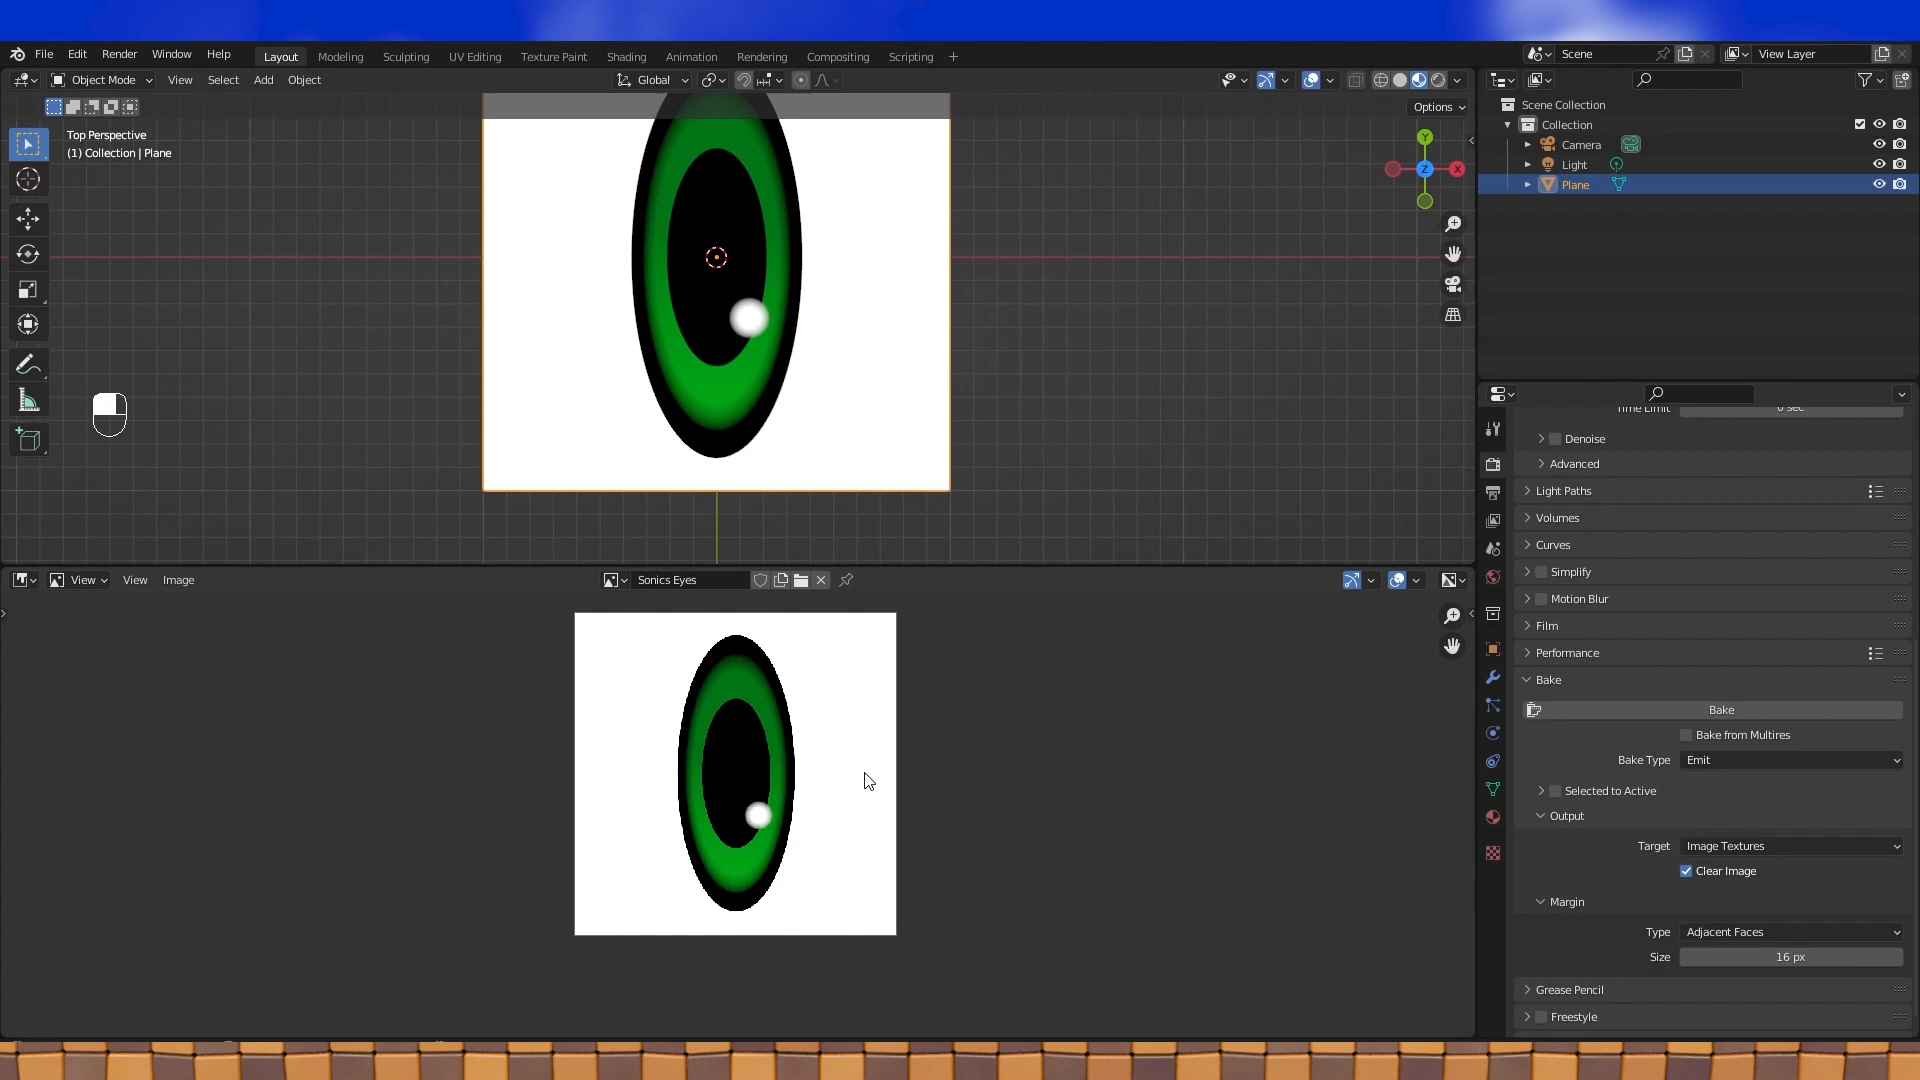 File Edit Render Window Help Layout Modeling Sculpting UV Editing Texture Paint Shading Animation Rendering Compositing Scripting + Scene View Layer
Object Mode View Select Add Object Global
Options
Top Perspective
(1) Collection | Plane
Y
X
Z
Scene Collection
Collection
Camera
Light
Plane
Time Limit 0 sec
Denoise
Advanced
Light Paths
Volumes
Curves
Simplify
Motion Blur
Film
Performance
Bake
Bake
Bake from Multires
Bake Type Emit
Selected to Active
Output
Target Image Textures
Clear Image
Margin
Type Adjacent Faces
Size 16 px
Grease Pencil
Freestyle
View View Image Sonics Eyes